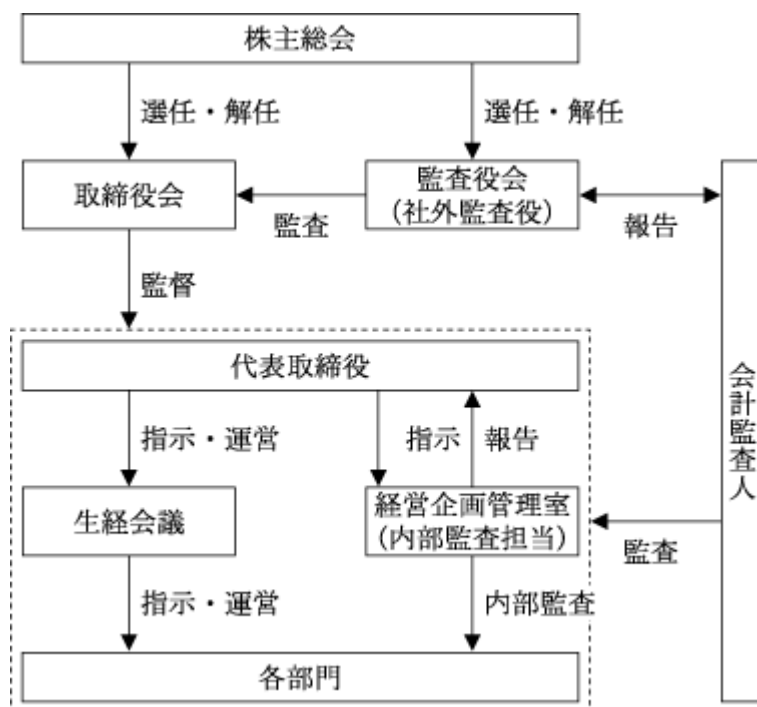 株主総会
選任・解任
選任・解任
取締役会
監査役会
（社外監査役）
監査
報告
監督
代表取締役
会計監査人
指示・運営
指示
報告
生経会議
経営企画管理室
（内部監査担当）
監査
指示・運営
内部監査
各部門